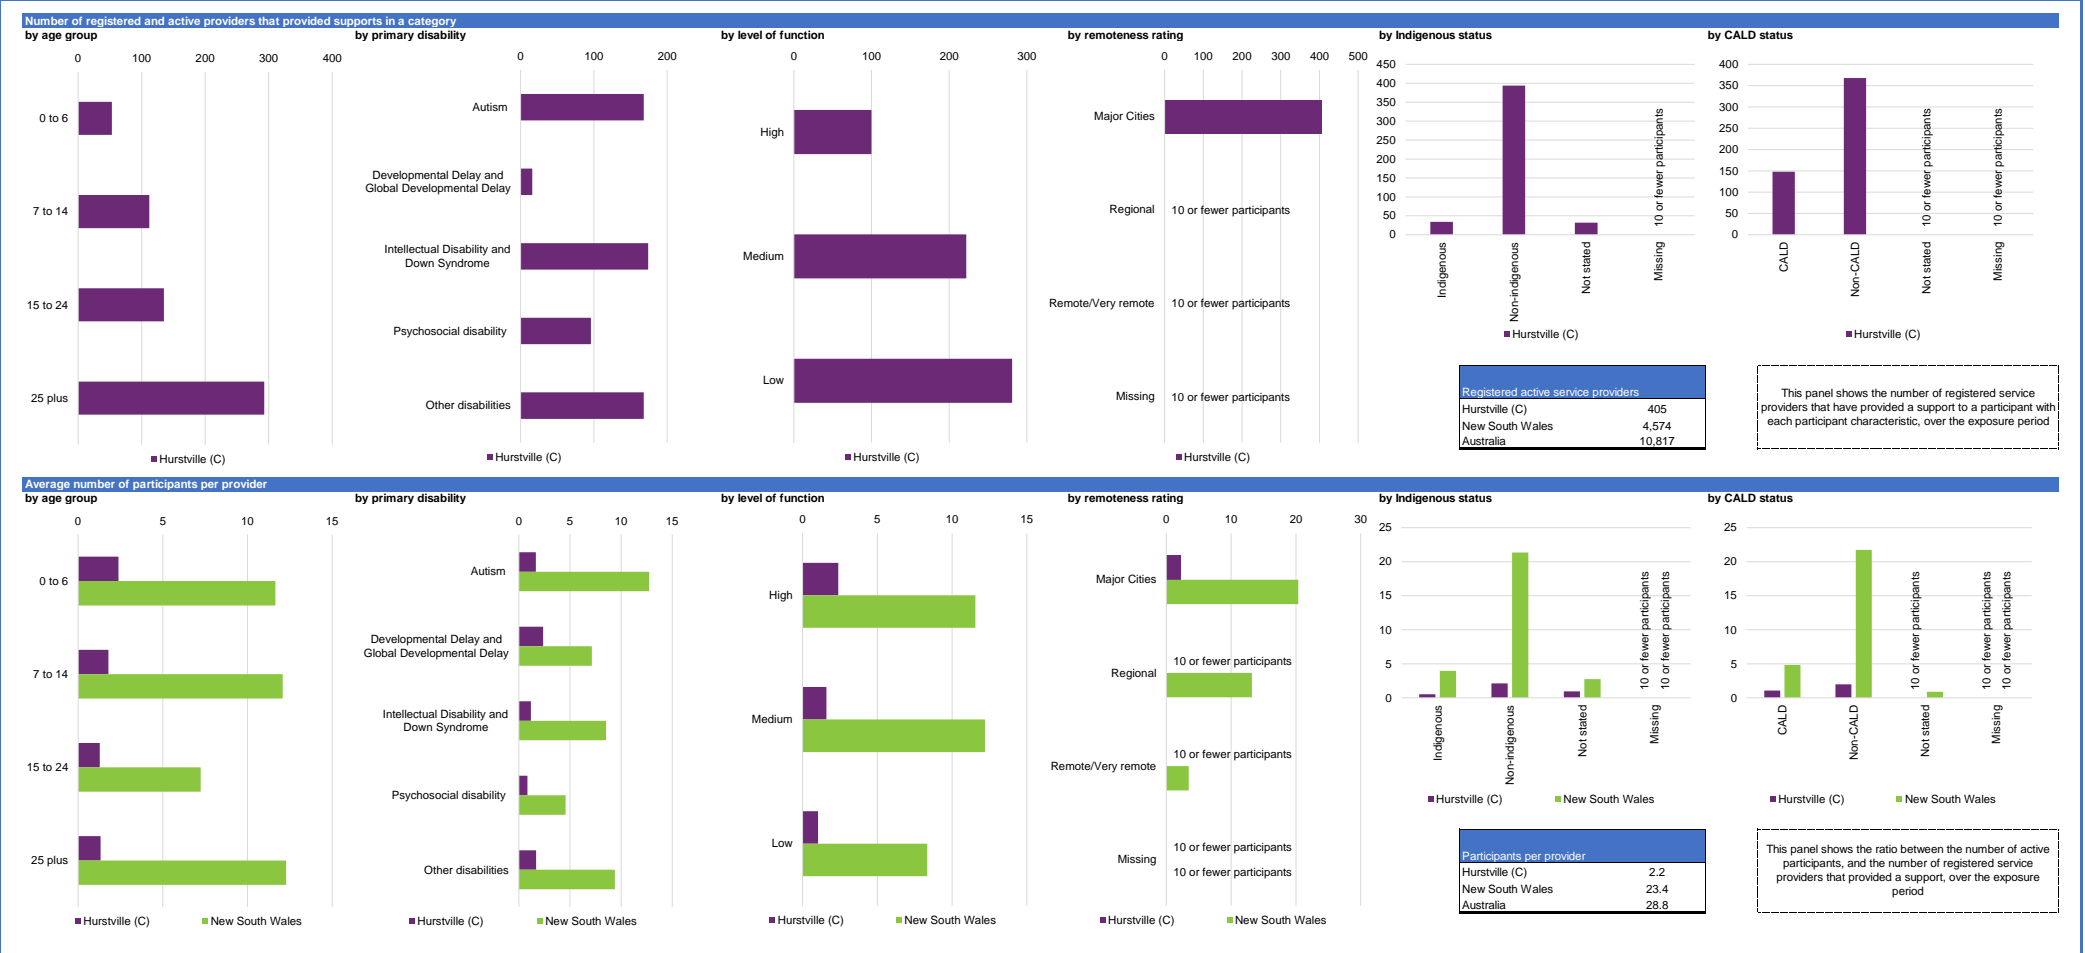 Number of registered and active providers that provided supports in a category
by age group
0 100 200 300 400
0 to 6
7 to 14
15 to 24
25 plus
Hurstville (C)
by primary disability
0 100 200
Autism
Developmental Delay and
Global Developmental Delay
Intellectual Disability and
Down Syndrome
Psychosocial disability
Other disabilities
Hurstville (C)
by level of function
0 100 200 300
High
Medium
Low
Hurstville (C)
by remoteness rating
0 100 200 300 400 500
Major Cities
Regional 10 or fewer participants
Remote/Very remote 10 or fewer participants
Missing 10 or fewer participants
Hurstville (C)
by Indigenous status
450
400
350
300
250
200
150
100
50
0
10 or fewer participants
Indigenous
Non-indigenous
Not stated
Missing
Hurstville (C)
by CALD status
400
350
300
250
200
150
100
50
0
10 or fewer participants
10 or fewer participants
CALD
Non-CALD
Not stated
Missing
Hurstville (C)
Registered active service providers
Hurstville (C) 405
New South Wales 4,574
Australia 10,817
This panel shows the number of registered service
providers that have provided a support to a participant with
each participant characteristic, over the exposure period
Average number of participants per provider
by age group
0 5 10 15
0 to 6
7 to 14
15 to 24
25 plus
Hurstville (C) New South Wales
by primary disability
0 5 10 15
Autism
Developmental Delay and
Global Developmental Delay
Intellectual Disability and
Down Syndrome
Psychosocial disability
Other disabilities
Hurstville (C) New South Wales
by level of function
0 5 10 15
High
Medium
Low
Hurstville (C) New South Wales
by remoteness rating
0 10 20 30
Major Cities
10 or fewer participants
Regional
10 or fewer participants
Remote/Very remote
10 or fewer participants
Missing
10 or fewer participants
Hurstville (C) New South Wales
by Indigenous status
25
20
15
10
5
0
10 or fewer participants
10 or fewer participants
Indigenous
Non-indigenous
Not stated
Missing
Hurstville (C) New South Wales
by CALD status
25
20
15
10
5
0
10 or fewer participants
10 or fewer participants
10 or fewer participants
CALD
Non-CALD
Not stated
Missing
Hurstville (C) New South Wales
Participants per provider
Hurstville (C) 2.2
New South Wales 23.4
Australia 28.8
This panel shows the ratio between the number of active
participants, and the number of registered service
providers that provided a support, over the exposure
period